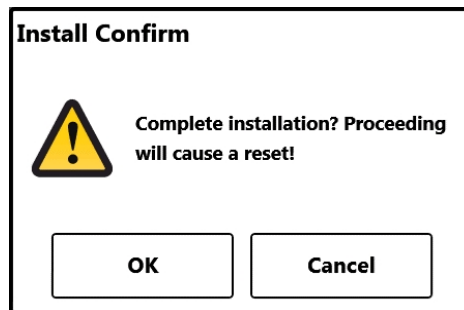 Install Confirm
Complete installation? Proceeding
will cause a reset!
OK
Cancel